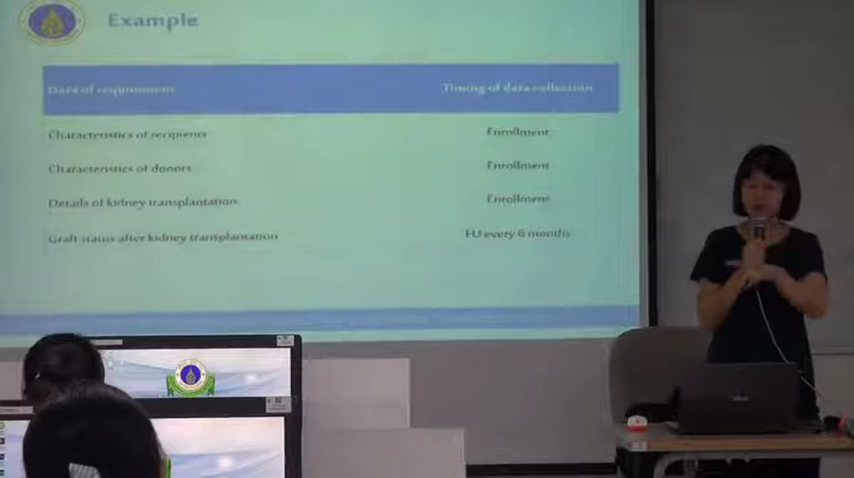 Example
Data of requirement Timing of data collection
Characteristics of recipients Enrollment
Characteristics of donors Enrollment
Details of kidney transplantation Enrollment
Graft status after kidney transplantation FU every 6 months